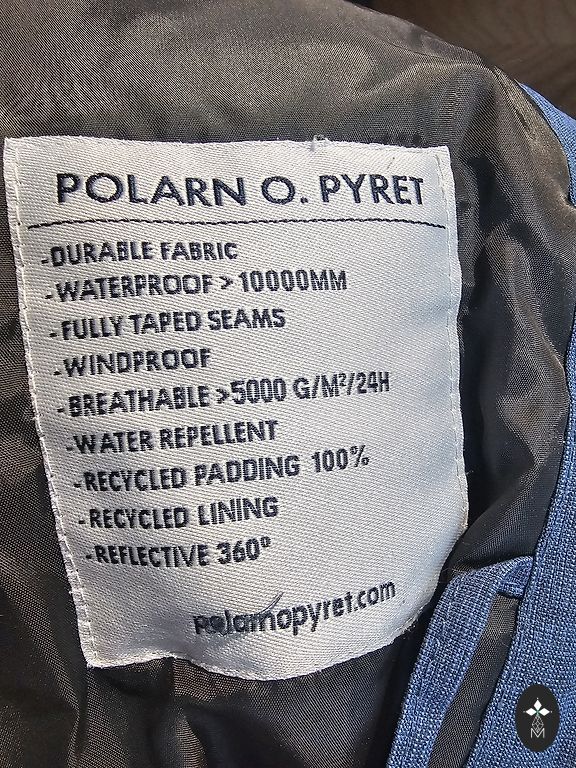 POLARN O. PYRET
-DURABLE FABRIC
-WATERPROOF > 10000MM
-FULLY TAPED SEAMS
-WINDPROOF
-BREATHABLE >5000 G/M²/24H
-WATER REPELLENT
-RECYCLED PADDING 100%
-RECYCLED LINING
-REFLECTIVE 360°
polarnopyret.com